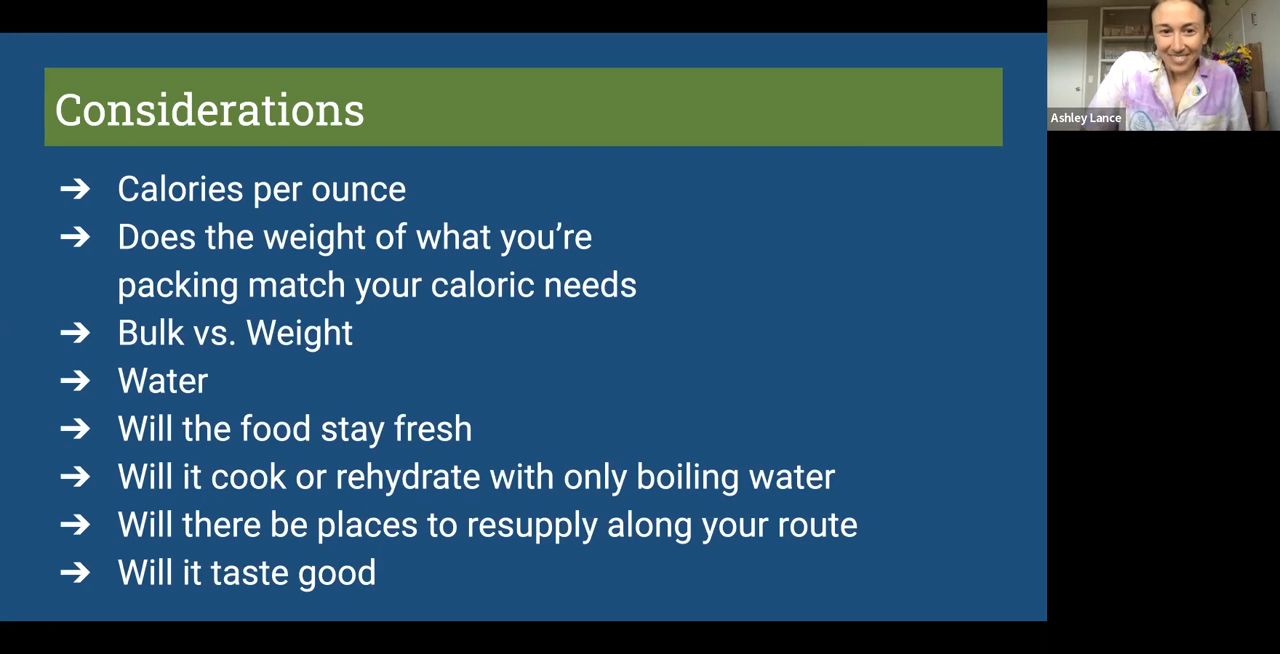 Considerations
➔ Calories per ounce
➔ Does the weight of what you’re
packing match your caloric needs
➔ Bulk vs. Weight
➔ Water
➔ Will the food stay fresh
➔ Will it cook or rehydrate with only boiling water
➔ Will there be places to resupply along your route
➔ Will it taste good
Ashley Lance